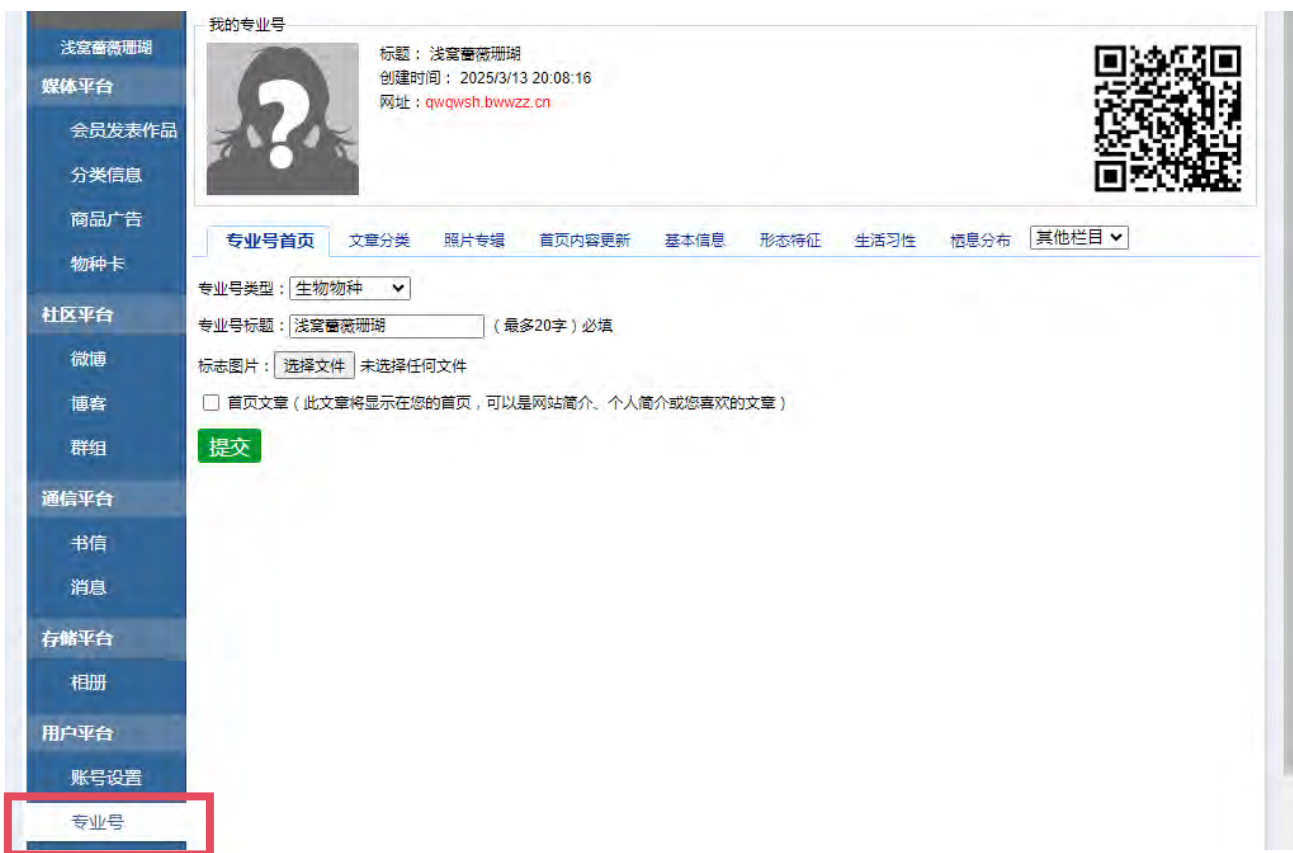 浅窝蔷薇珊瑚
媒体平台
会员发表作品
分类信息
商品广告
物种卡
社区平台
微博
博客
群组
通信平台
书信
消息
存储平台
相册
用户平台
账号设置
专业号
我的专业号
标题： 浅窝蔷薇珊瑚
创建时间： 2025/3/13 20:08:16
网址：qwqwsh.bwwzz.cn
专业号首页 文章分类 照片专辑 首页内容更新 基本信息 形态特征 生活习性 栖息分布 其他栏目
专业号类型：生物物种
专业号标题：浅窝蔷薇珊瑚 （最多20字）必填
标志图片：选择文件 未选择任何文件
首页文章（此文章将显示在您的首页，可以是网站简介、个人简介或您喜欢的文章）
提交